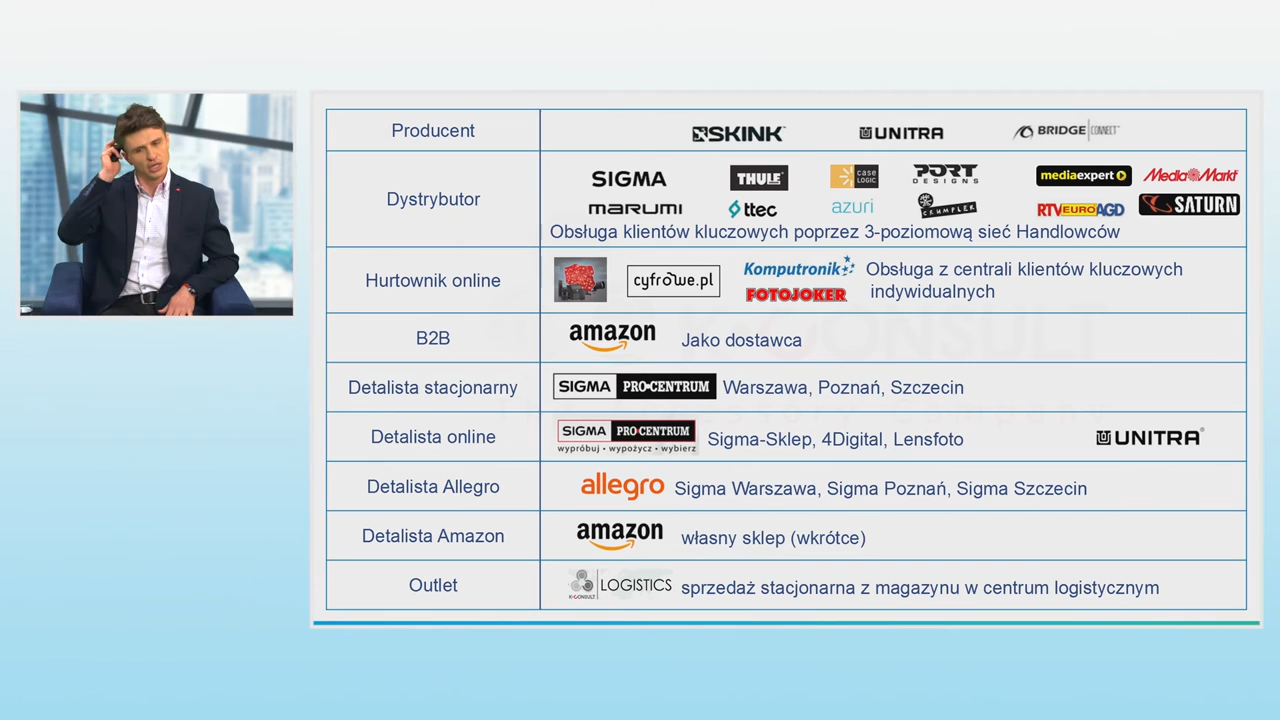 Producent
SKINK UNITRA BRIDGE CONNECT
Dystrybutor
SIGMA THULE CASE LOGIC PORT DESIGNS mediaexpert Media Markt
MARUMI ttec azuri CRUMPLER RTV EURO AGD SATURN
Obsługa klientów kluczowych poprzez 3-poziomową sieć Handlowców
Hurtownik online
cyfrowe.pl Komputronik FOTOJOKER
Obsługa z centrali klientów kluczowych
indywidualnych
B2B
amazon Jako dostawca
Detalista stacjonarny
SIGMA PRO•CENTRUM Warszawa, Poznań, Szczecin
Detalista online
SIGMA PRO•CENTRUM
wypróbuj • wypożycz • wybierz
Sigma-Sklep, 4Digital, Lensfoto
UNITRA®
Detalista Allegro
allegro Sigma Warszawa, Sigma Poznań, Sigma Szczecin
Detalista Amazon
amazon własny sklep (wkrótce)
Outlet
K-CONSULT LOGISTICS sprzedaż stacjonarna z magazynu w centrum logistycznym